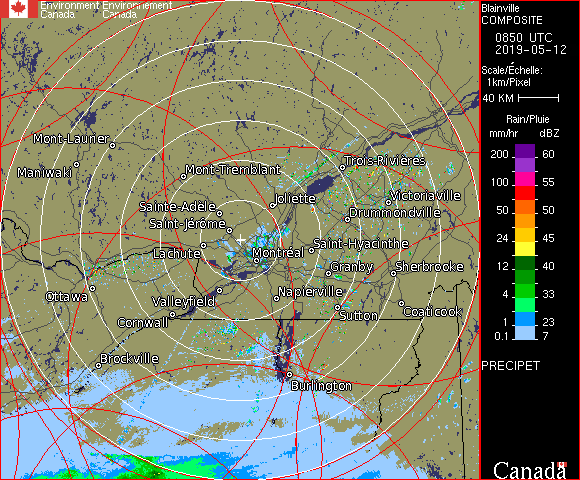 Environment Environnement
Canada Canada
Blainville
COMPOSITE
0850 UTC
2019-05-12
Scale/Échelle:
1km/Pixel
40 KM
Rain/Pluie
mm/hr dBZ
200 60
100 55
75 53
50 50
24 45
12 40
4 33
1 23
0.1 7
PRECIPET
Canada
Mont-Laurier
Maniwaki
Mont-Tremblant
Trois-Rivières
Sainte-Adèle
Joliette
Victoriaville
Saint-Jérôme
Drummondville
Lachute
Montréal
Saint-Hyacinthe
Granby
Sherbrooke
Ottawa
Valleyfield
Napierville
Cornwall
Sutton
Coaticook
Brockville
Burlington